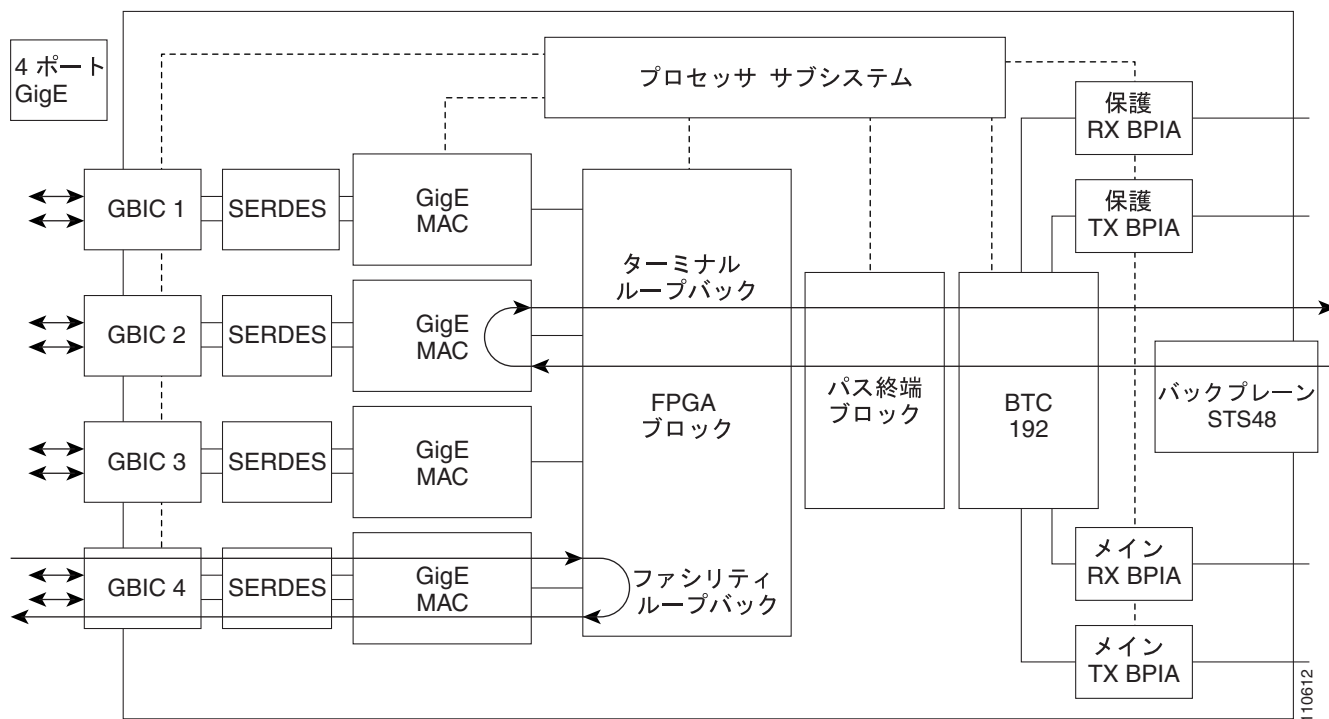 4 ポート
GigE
プロセッサ サブシステム
保護
RX BPIA
保護
TX BPIA
GBIC 1
SERDES
GigE
MAC
ターミナル
ループバック
GBIC 2
SERDES
GigE
MAC
FPGA
ブロック
パス終端
ブロック
BTC
192
バックプレーン
STS48
GBIC 3
SERDES
GigE
MAC
GBIC 4
SERDES
GigE
MAC
ファシリティ
ループバック
メイン
RX BPIA
メイン
TX BPIA
110612